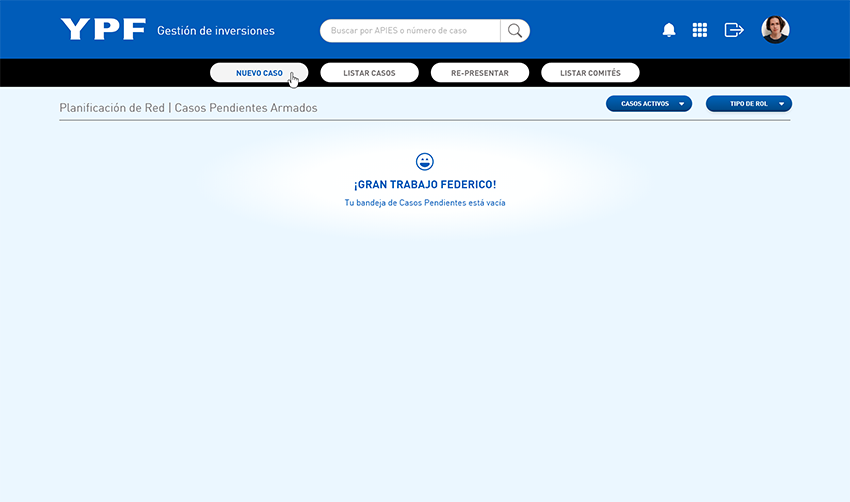 YPF Gestión de inversiones
Buscar por APIES o número de caso
NUEVO CASO
LISTAR CASOS
RE-PRESENTAR
LISTAR COMITÉS
Planificación de Red | Casos Pendientes Armados
CASOS ACTIVOS
TIPO DE ROL
¡GRAN TRABAJO FEDERICO!
Tu bandeja de Casos Pendientes está vacía